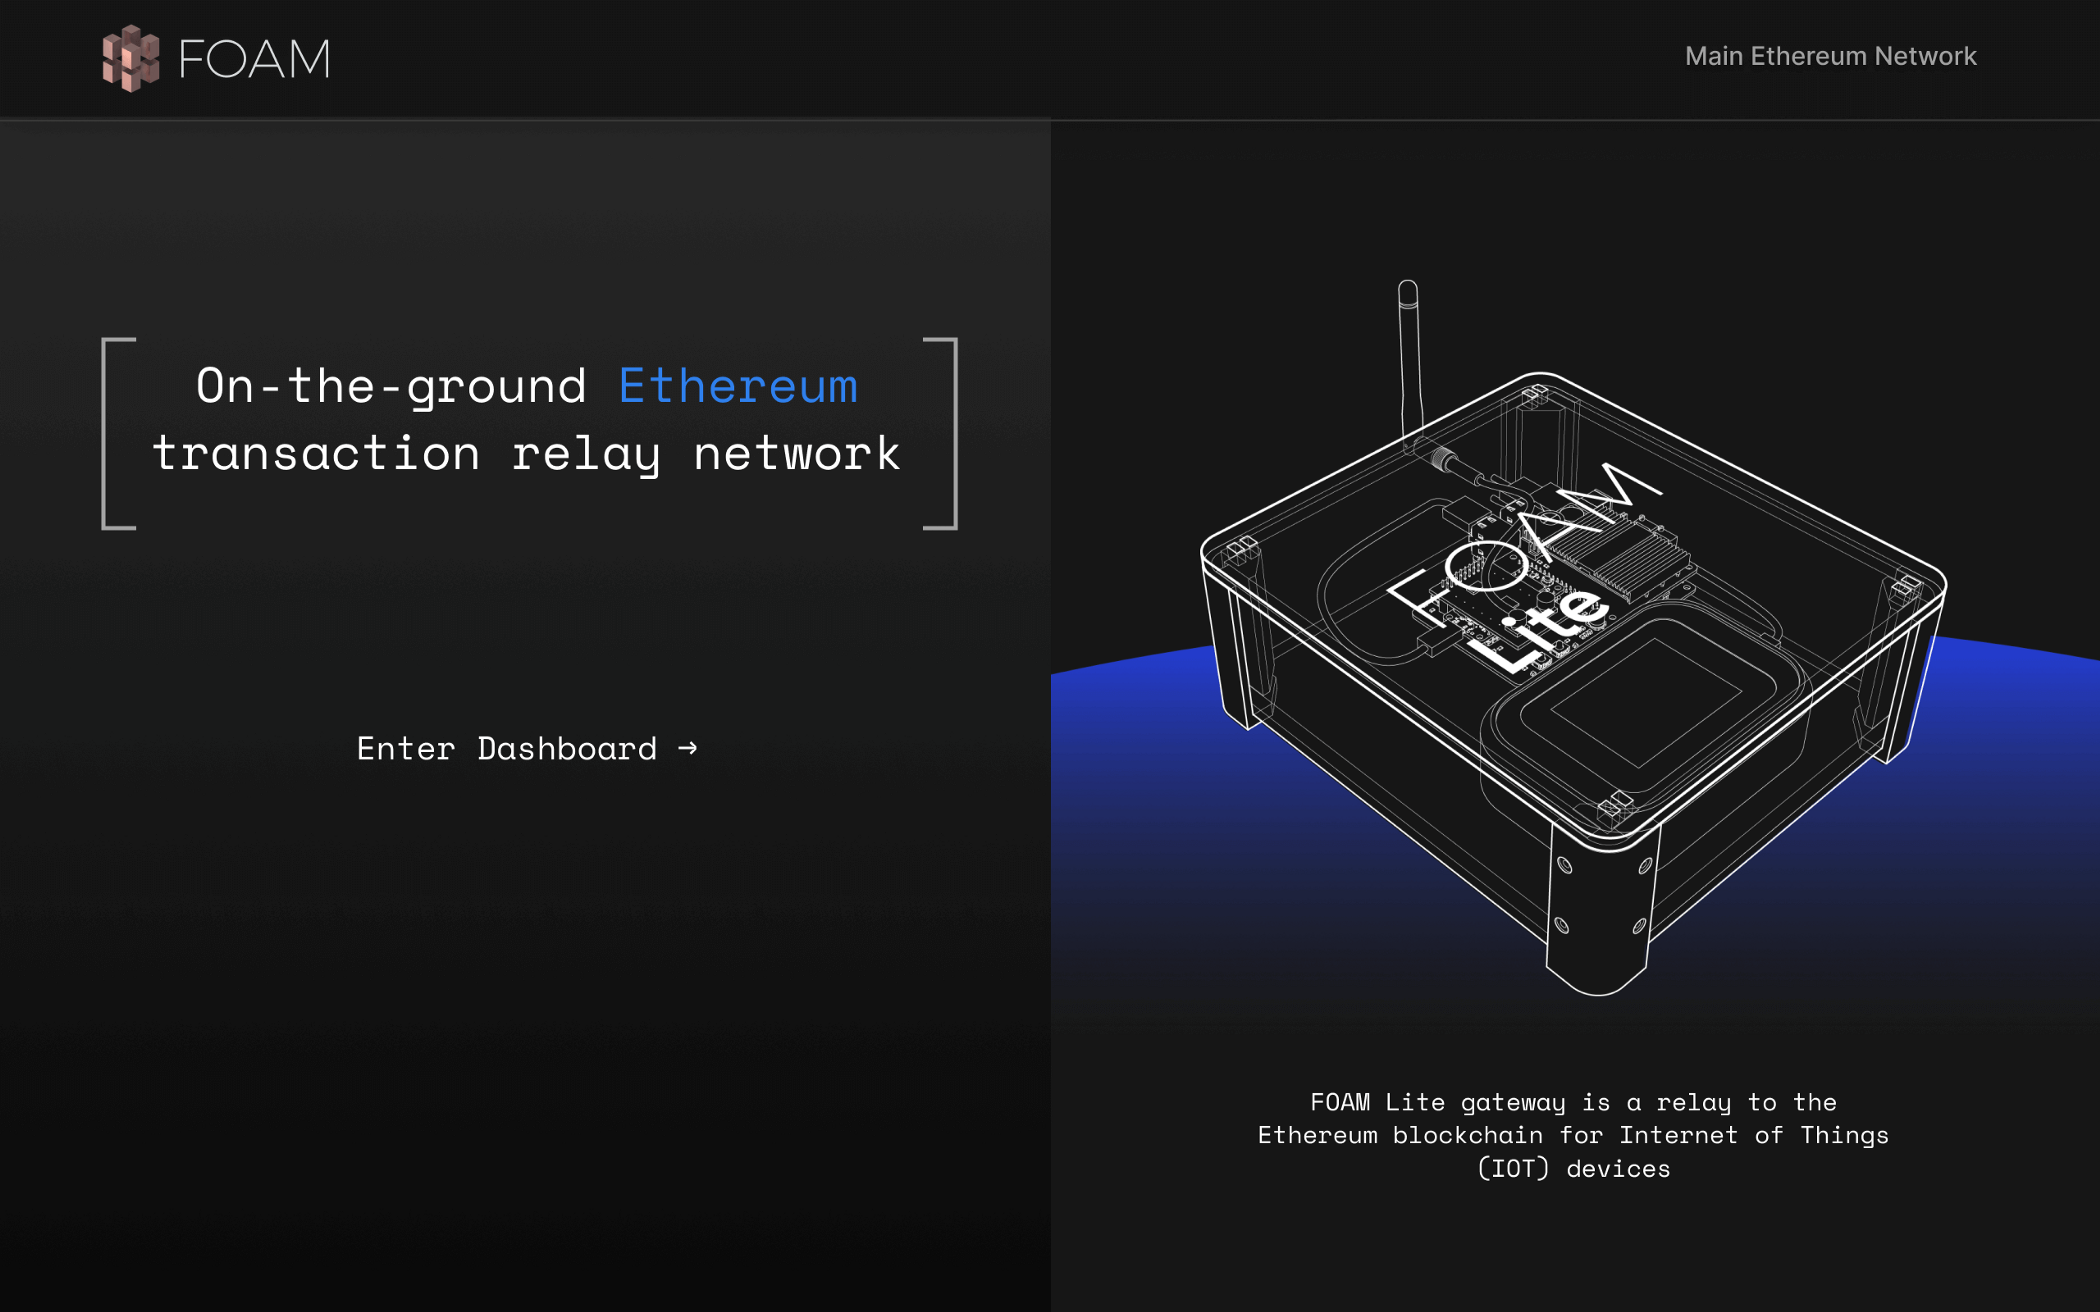 FOAM
Main Ethereum Network
On-the-ground Ethereum
transaction relay network
Enter Dashboard →
FOAM
Lite
FOAM Lite gateway is a relay to the
Ethereum blockchain for Internet of Things
(IOT) devices